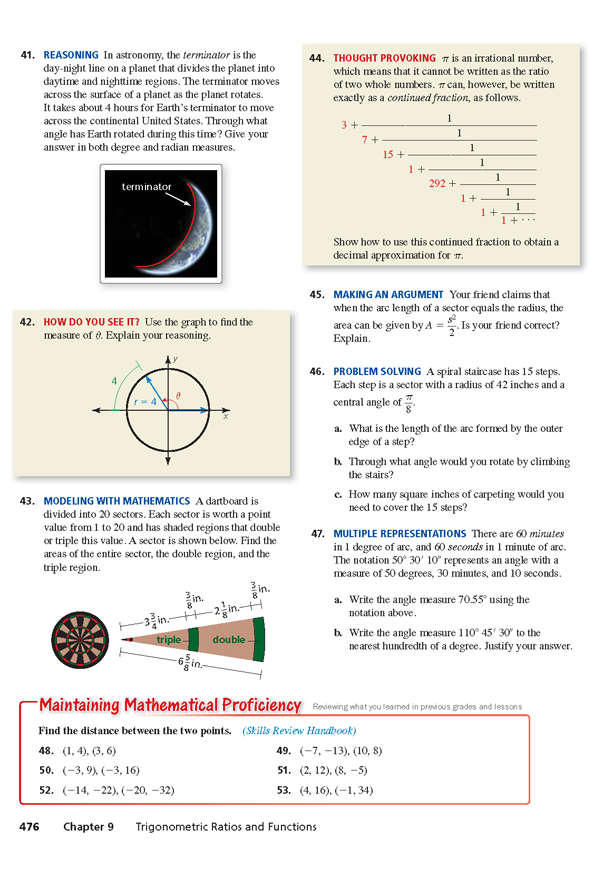 41. REASONING In astronomy, the terminator is the
day-night line on a planet that divides the planet into
daytime and nighttime regions. The terminator moves
across the surface of a planet as the planet rotates.
It takes about 4 hours for Earth's terminator to move
across the continental United States. Through what
angle has Earth rotated during this time? Give your
answer in both degree and radian measures.
terminator
42. HOW DO YOU SEE IT? Use the graph to find the
measure of θ. Explain your reasoning.
y
4
r = 4
θ
x
43. MODELING WITH MATHEMATICS A dartboard is
divided into 20 sectors. Each sector is worth a point
value from 1 to 20 and has shaded regions that double
or triple this value. A sector is shown below. Find the
areas of the entire sector, the double region, and the
triple region.
3/8 in.
3/8 in.
2 1/8 in.
3 3/4 in.
triple
double
6 5/8 in.
44. THOUGHT PROVOKING π is an irrational number,
which means that it cannot be written as the ratio
of two whole numbers. π can, however, be written
exactly as a continued fraction, as follows.
3 + 1
7 + 1
15 + 1
1 + 1
292 + 1
1 + 1
1 + 1
1 + ···
Show how to use this continued fraction to obtain a
decimal approximation for π.
45. MAKING AN ARGUMENT Your friend claims that
when the arc length of a sector equals the radius, the
area can be given by A = s²/2. Is your friend correct?
Explain.
46. PROBLEM SOLVING A spiral staircase has 15 steps.
Each step is a sector with a radius of 42 inches and a
central angle of π/8.
a. What is the length of the arc formed by the outer
edge of a step?
b. Through what angle would you rotate by climbing
the stairs?
c. How many square inches of carpeting would you
need to cover the 15 steps?
47. MULTIPLE REPRESENTATIONS There are 60 minutes
in 1 degree of arc, and 60 seconds in 1 minute of arc.
The notation 50° 30′ 10″ represents an angle with a
measure of 50 degrees, 30 minutes, and 10 seconds.
a. Write the angle measure 70.55° using the
notation above.
b. Write the angle measure 110° 45′ 30″ to the
nearest hundredth of a degree. Justify your answer.
Maintaining Mathematical Proficiency Reviewing what you learned in previous grades and lessons
Find the distance between the two points. (Skills Review Handbook)
48. (1, 4), (3, 6)
49. (−7, −13), (10, 8)
50. (−3, 9), (−3, 16)
51. (2, 12), (8, −5)
52. (−14, −22), (−20, −32)
53. (4, 16), (−1, 34)
476 Chapter 9 Trigonometric Ratios and Functions